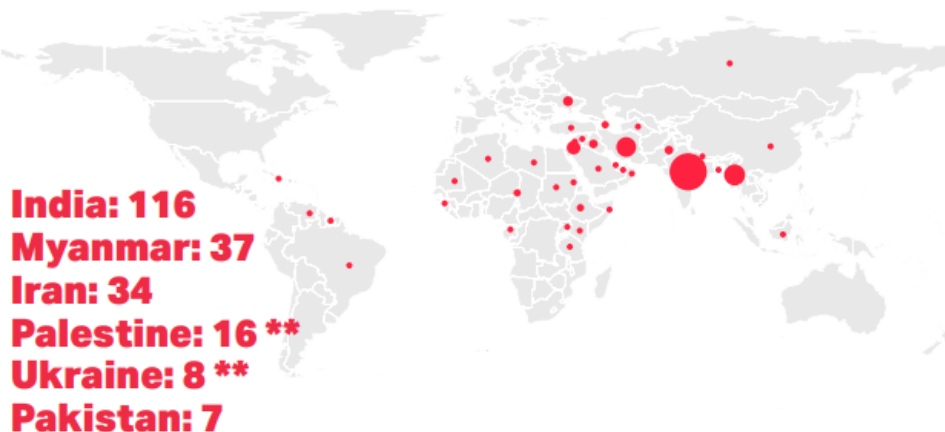 India: 116
Myanmar: 37
Iran: 34
Palestine: 16 **
Ukraine: 8 **
Pakistan: 7